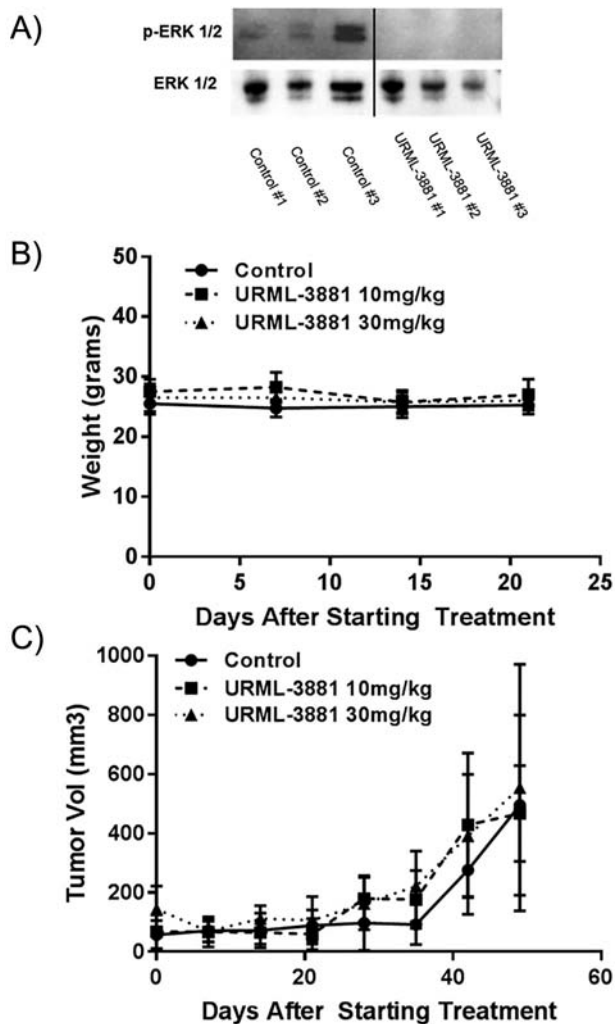 A)
p-ERK 1/2
ERK 1/2
Control #1
Control #2
Control #3
URML-3881 #1
URML-3881 #2
URML-3881 #3
B)
50
40
30
20
10
0
Weight (grams)
Control
URML-3881 10mg/kg
URML-3881 30mg/kg
0 5 10 15 20 25
Days After Starting Treatment
C)
1000
800
600
400
200
0
Tumor Vol (mm3)
Control
URML-3881 10mg/kg
URML-3881 30mg/kg
0 20 40 60
Days After Starting Treatment